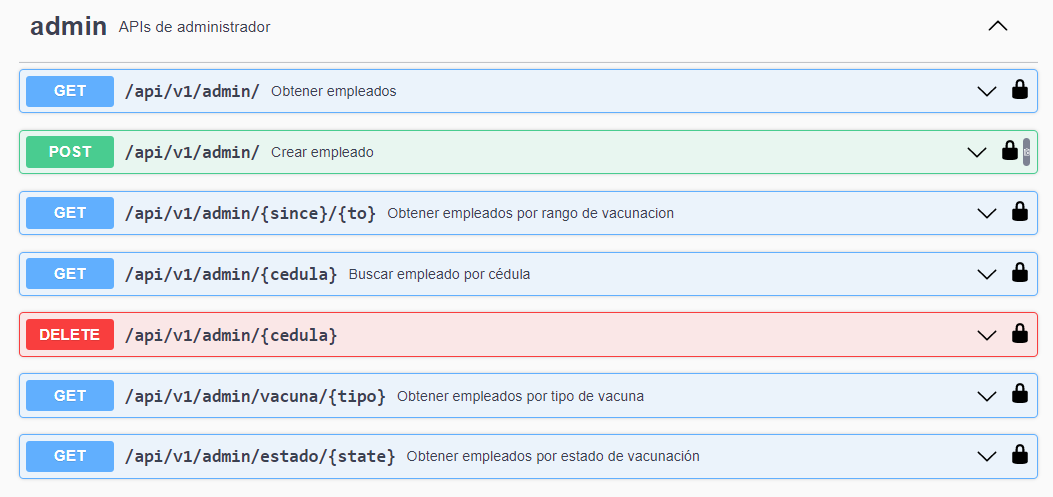 admin APIs de administrador
GET /api/v1/admin/ Obtener empleados
POST /api/v1/admin/ Crear empleado
GET /api/v1/admin/{since}/{to} Obtener empleados por rango de vacunacion
GET /api/v1/admin/{cedula} Buscar empleado por cédula
DELETE /api/v1/admin/{cedula}
GET /api/v1/admin/vacuna/{tipo} Obtener empleados por tipo de vacuna
GET /api/v1/admin/estado/{state} Obtener empleados por estado de vacunación